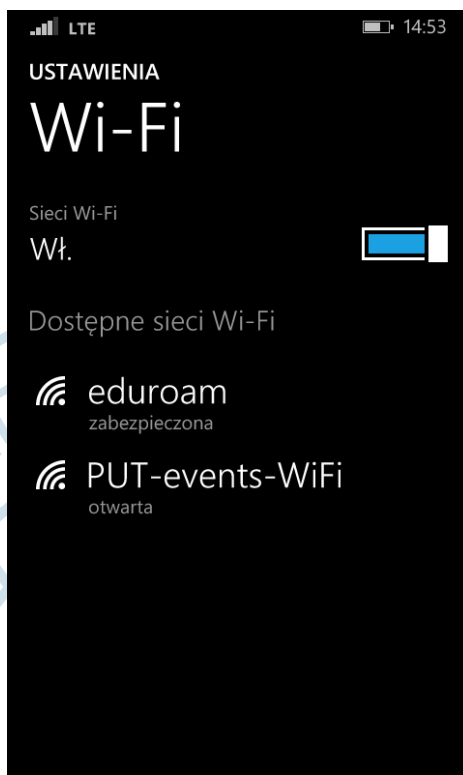 LTE 14:53
USTAWIENIA
Wi-Fi
Sieci Wi-Fi
Wł.
Dostępne sieci Wi-Fi
eduroam
zabezpieczona
PUT-events-WiFi
otwarta